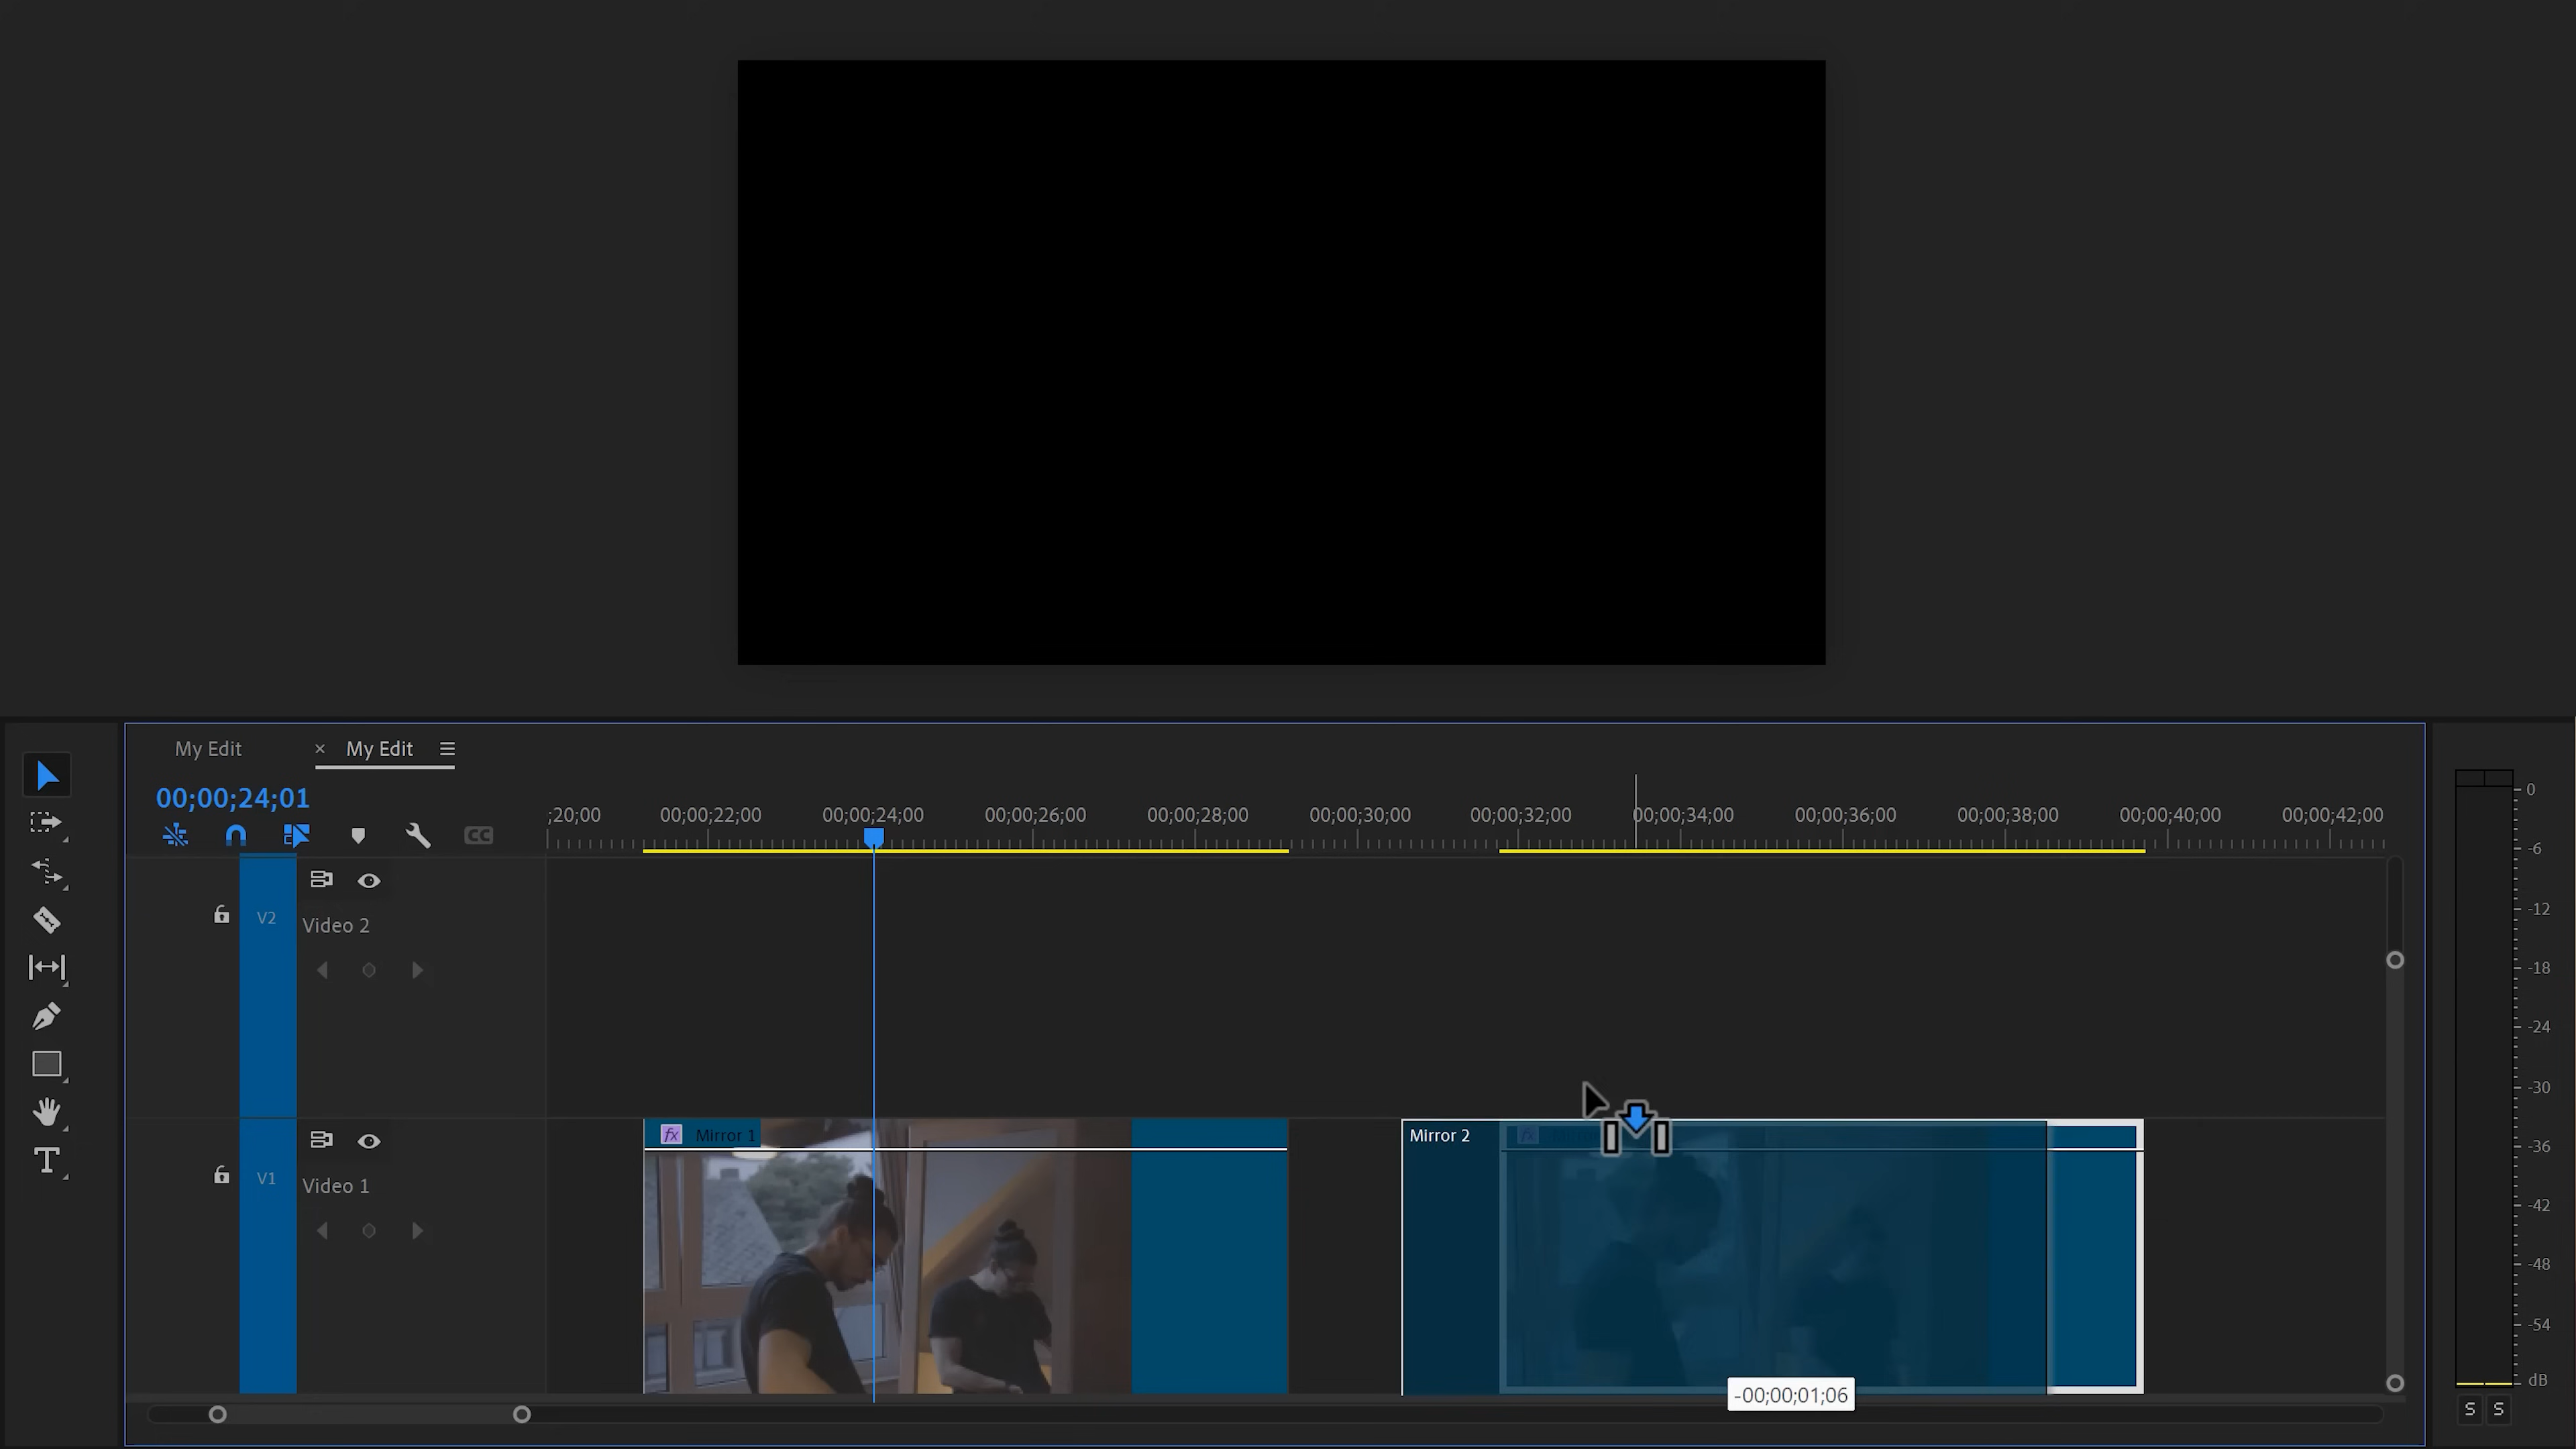 My Edit
× My Edit
00;00;24;01
;20;00 00;00;22;00 00;00;24;00 00;00;26;00 00;00;28;00 00;00;30;00 00;00;32;00 00;00;34;00 00;00;36;00 00;00;38;00 00;00;40;00 00;00;42;00
CC
V2
Video 2
fx Mirror 1
Mirror 2 fx
V1
Video 1
T
-00;00;01;06
0
-6
-12
-18
-24
-30
-36
-42
-48
-54
dB
S S